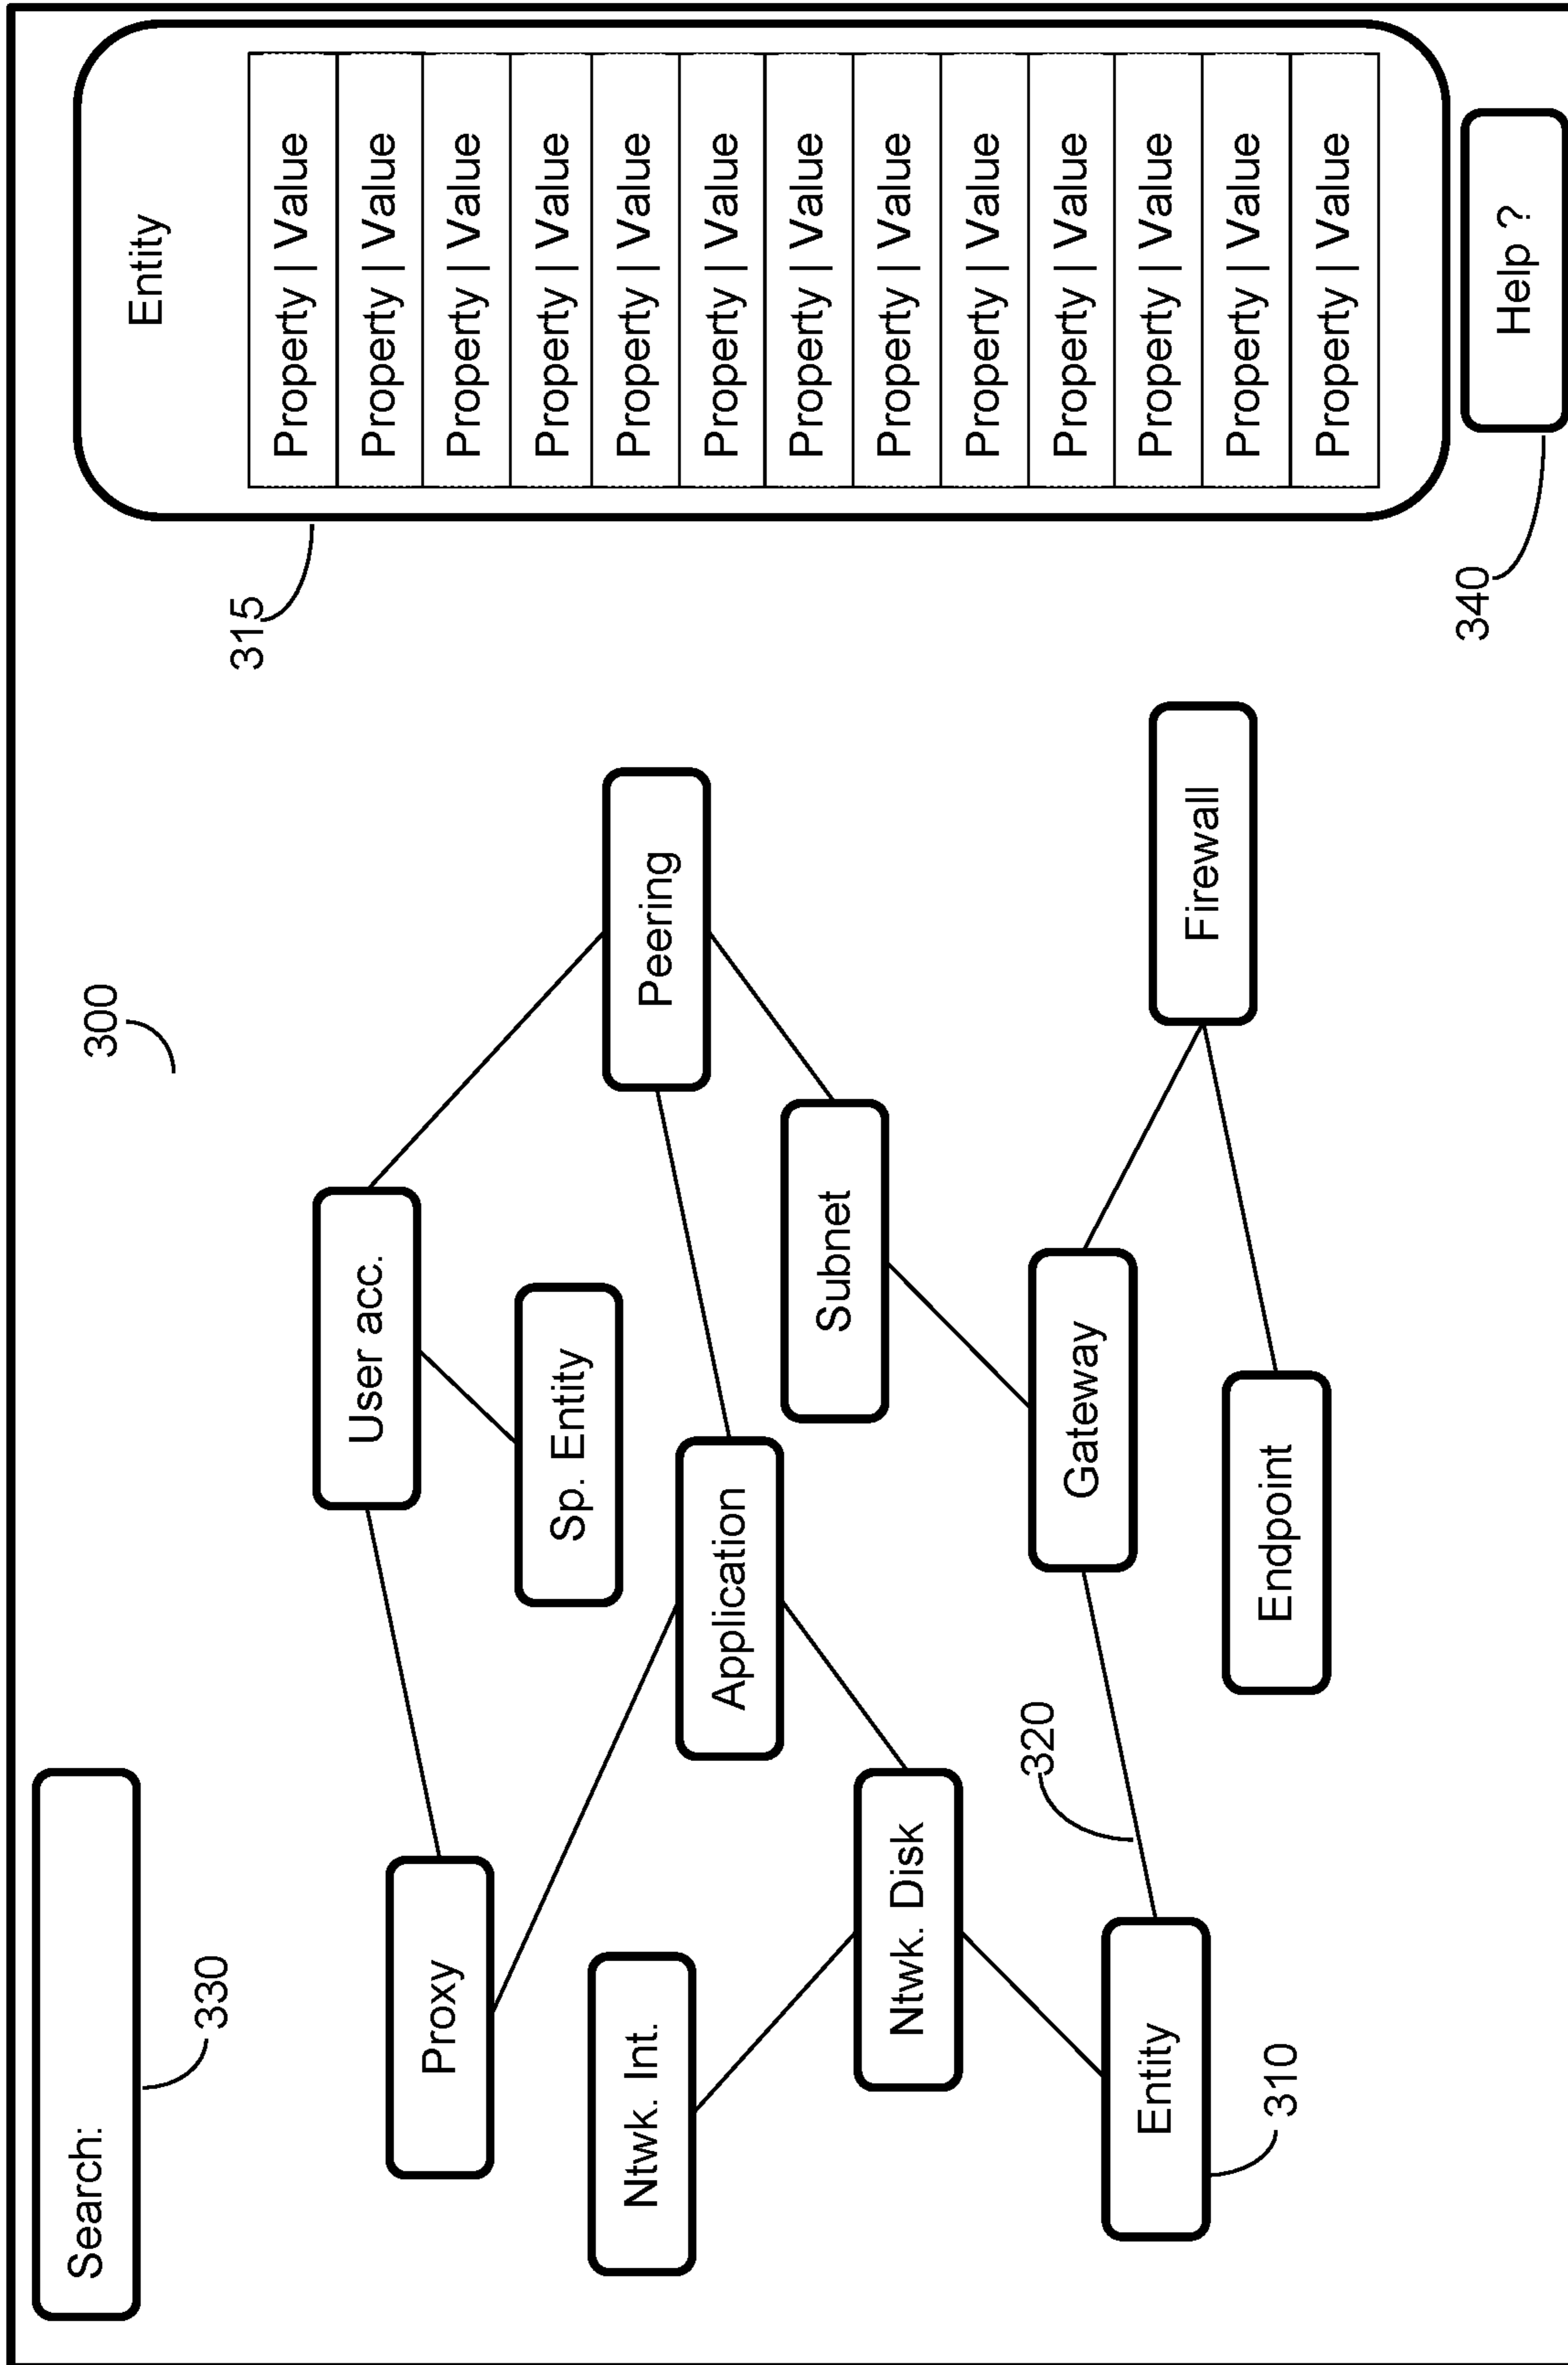 Search:
330
300
Entity
Property | Value
Property | Value
Property | Value
Property | Value
Property | Value
Property | Value
Property | Value
Property | Value
Property | Value
Property | Value
Property | Value
Property | Value
Property | Value
315
Help ?
340
User acc.
Proxy
Sp. Entity
Peering
Ntwk. Int.
Application
Subnet
Ntwk. Disk
Gateway
320
Entity
310
Firewall
Endpoint